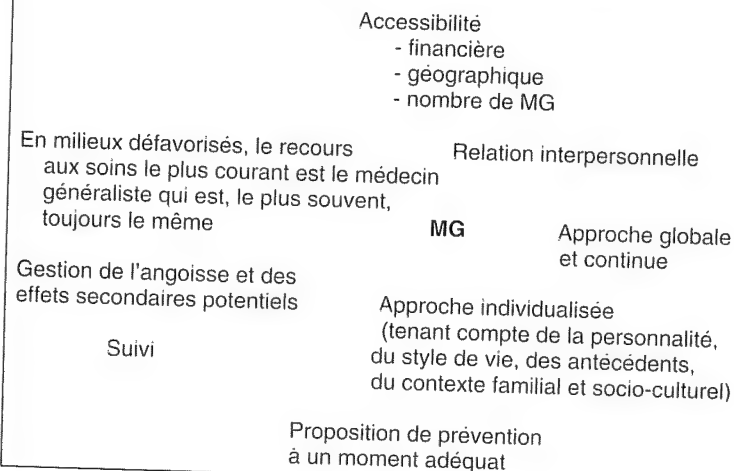 Accessibilité
- financière
- géographique
- nombre de MG
En milieux défavorisés, le recours
aux soins le plus courant est le médecin
généraliste qui est, le plus souvent,
toujours le même
Relation interpersonnelle
MG
Approche globale
et continue
Gestion de l'angoisse et des
effets secondaires potentiels
Approche individualisée
(tenant compte de la personnalité,
du style de vie, des antécédents,
du contexte familial et socio-culturel)
Suivi
Proposition de prévention
à un moment adéquat